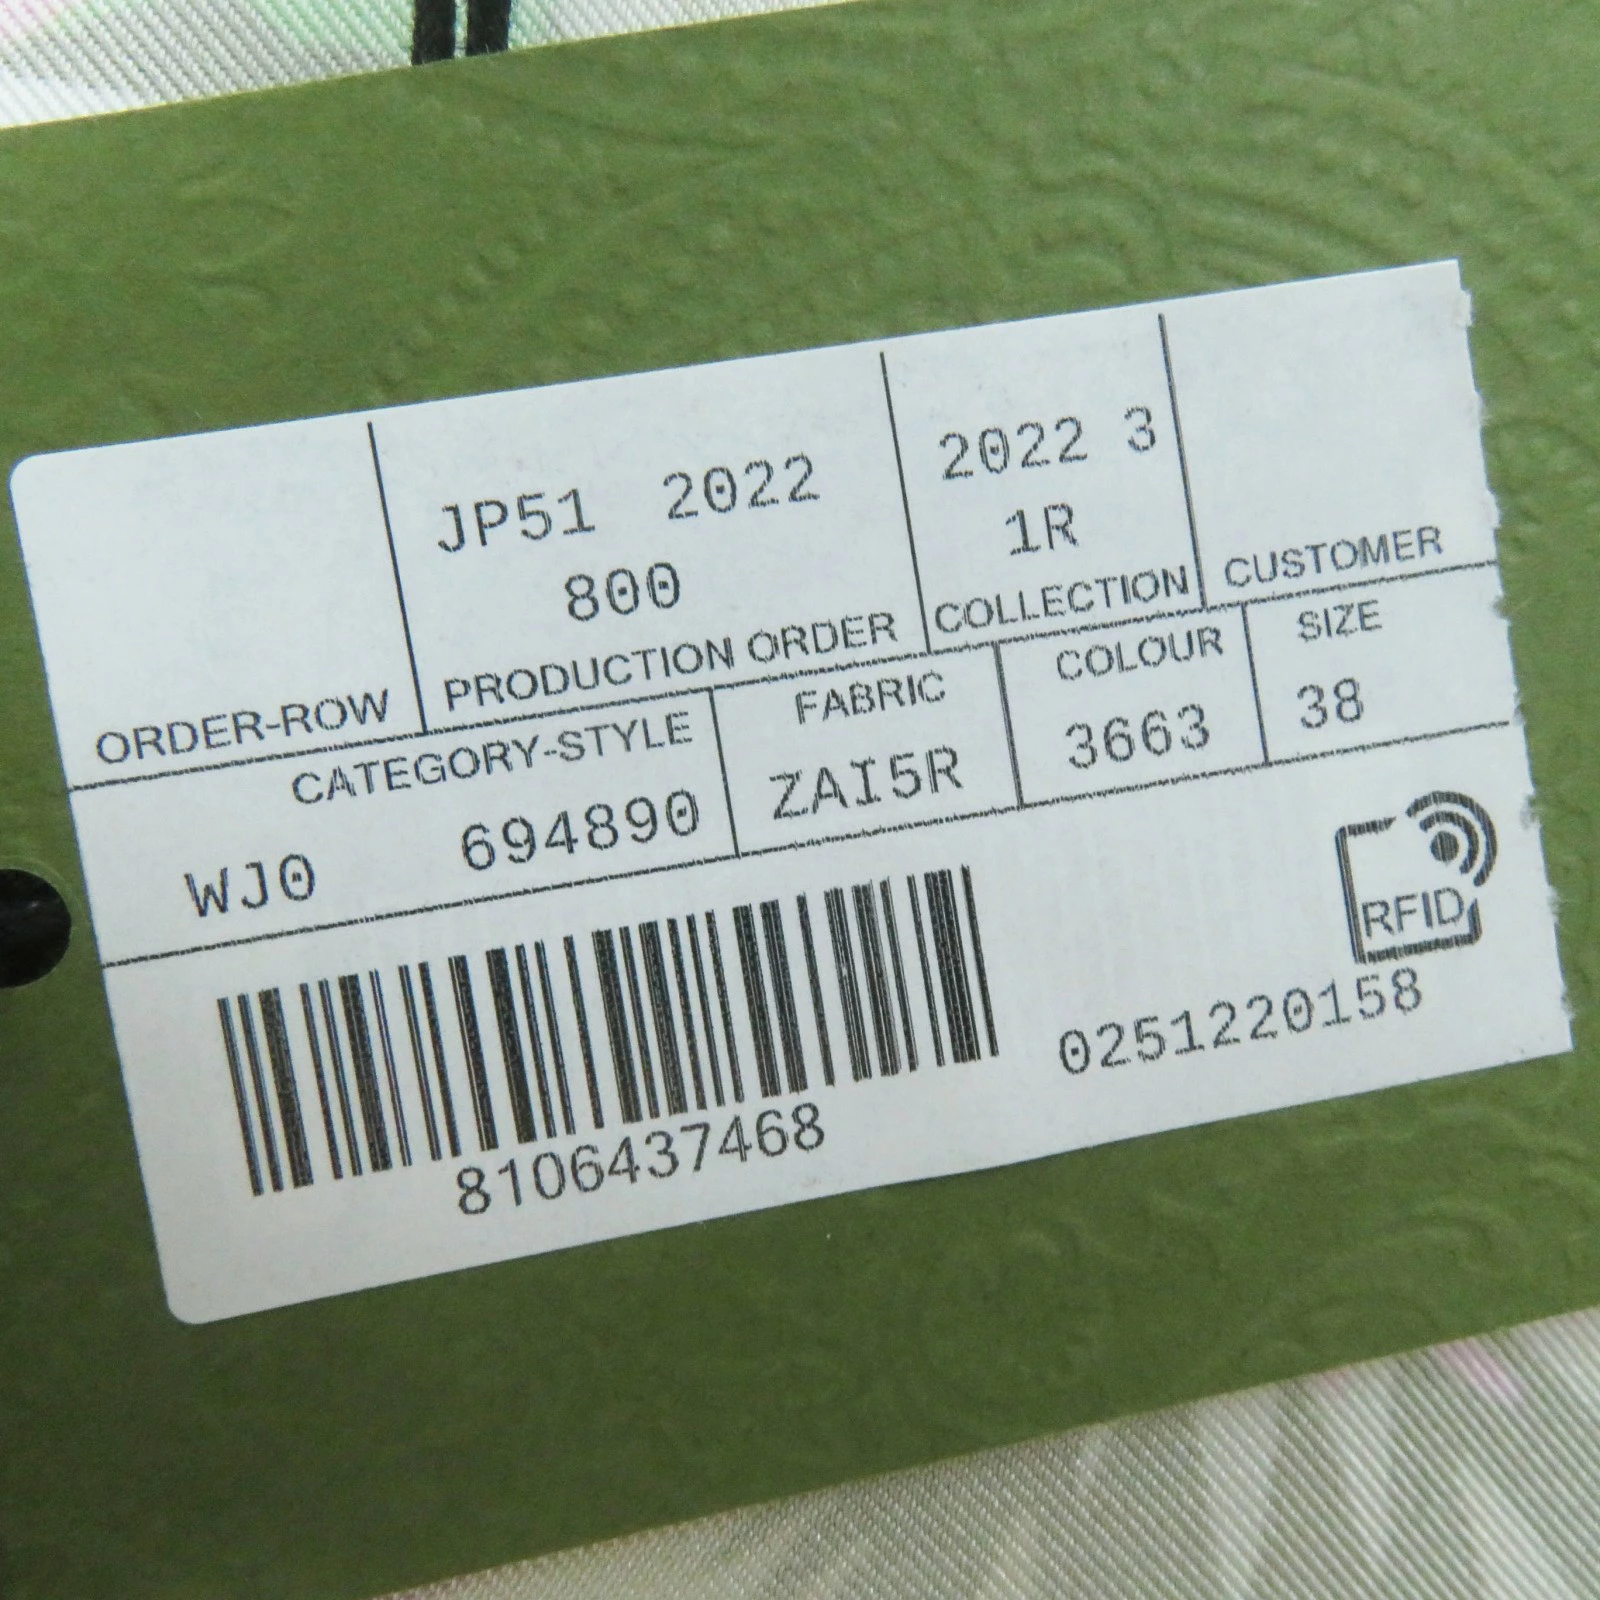 JP51 2022
800
2022 3
1R
ORDER-ROW
PRODUCTION ORDER
COLLECTION
CUSTOMER
CATEGORY-STYLE
FABRIC
COLOUR
SIZE
WJ0 694890
ZAI5R
3663
38
RFID
8106437468
0251220158